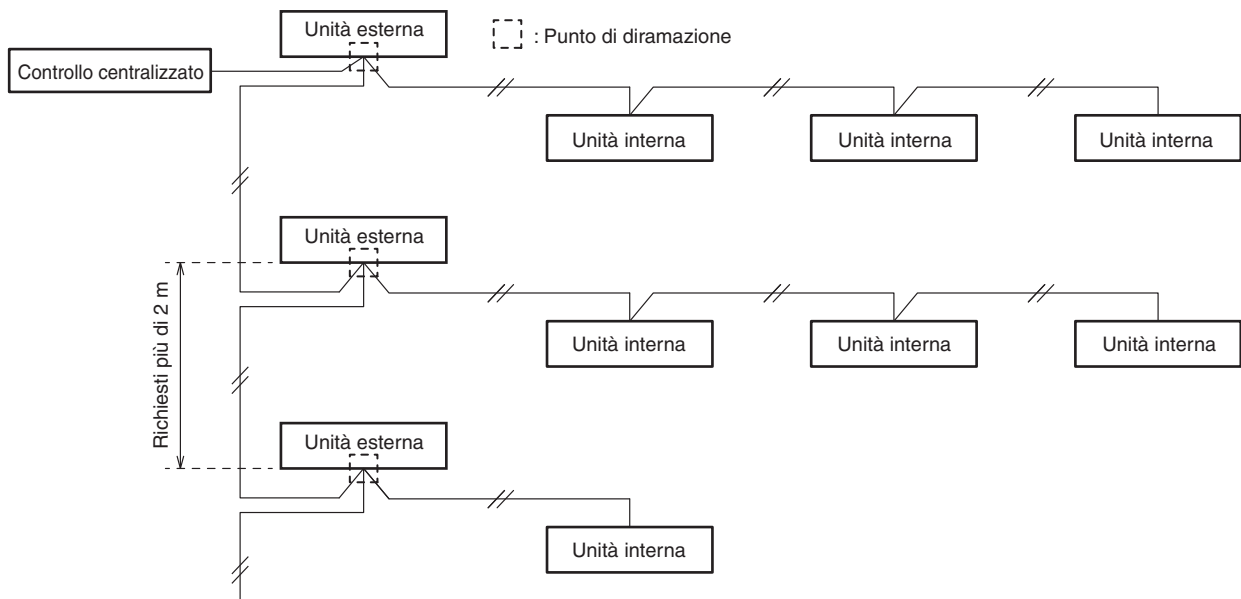 Unità esterna
: Punto di diramazione
Controllo centralizzato
Unità interna
Unità interna
Unità interna
Unità esterna
Richiesti più di 2 m
Unità interna
Unità interna
Unità interna
Unità esterna
Unità interna